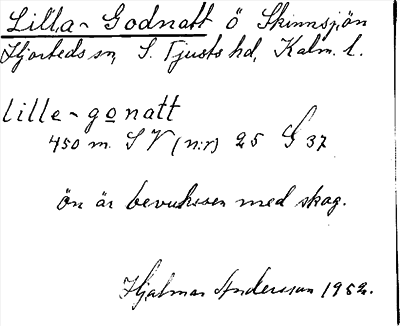 Lilla-Godnatt ö Skinnsjön
Hjorteds sn, S. Tjusts hd, Kalm. l.
lille-gonatt
450 m. SV (n:r) 25 G 37
ön är bevuksen med skog.
Hjalmar Andersson 1952.